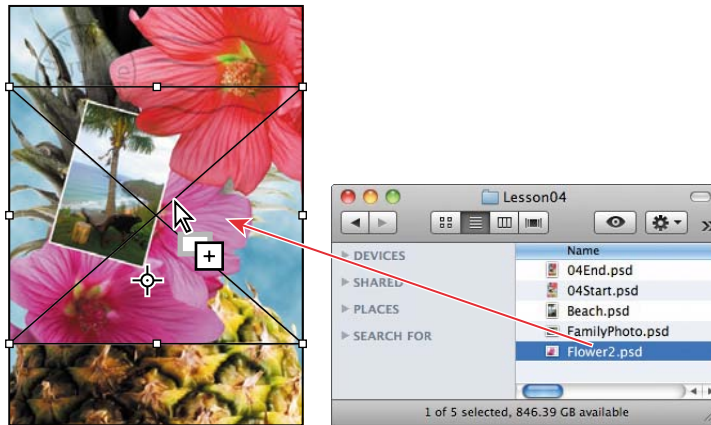 Lesson04
DEVICES
SHARED
PLACES
SEARCH FOR
Name
04End.psd
04Start.psd
Beach.psd
FamilyPhoto.psd
Flower2.psd
1 of 5 selected, 846.39 GB available